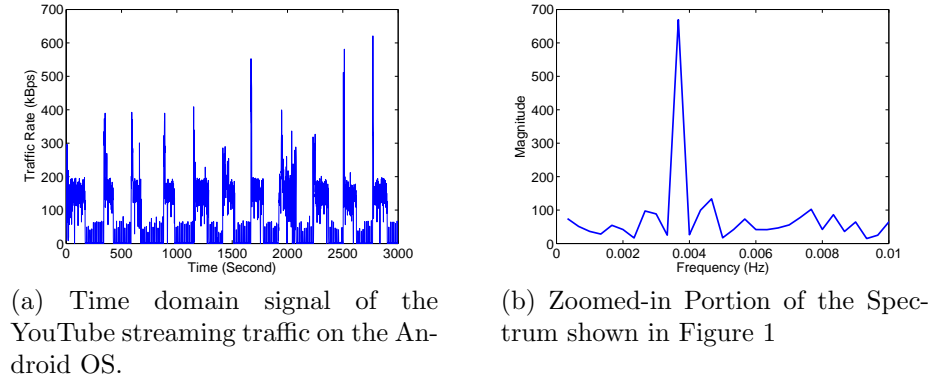 700
600
500
400
300
200
100
0
0 500 1000 1500 2000 2500 3000
Time (Second)
Traffic Rate (kBps)
700
600
500
400
300
200
100
0
0 0.002 0.004 0.006 0.008 0.01
Frequency (Hz)
Magnitude
(a) Time domain signal of the
YouTube streaming traffic on the An-
droid OS.
(b) Zoomed-in Portion of the Spec-
trum shown in Figure 1